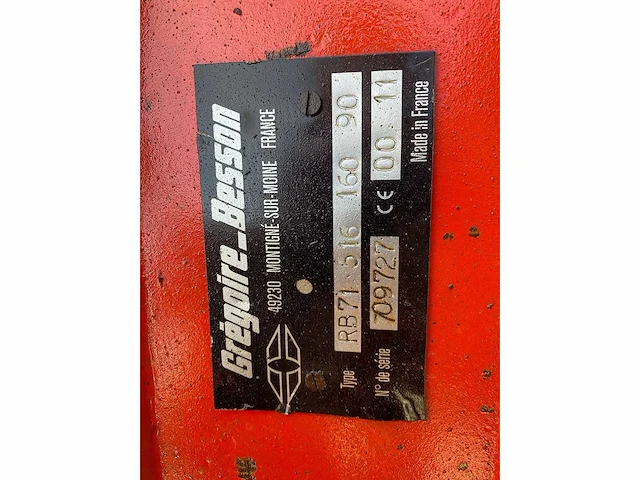 Grégoire_Besson
49230 MONTIGNÉ-SUR-MOINE - FRANCE
Type RB71 516 160 90
N° de série 709727 CE 00 11
Made in France